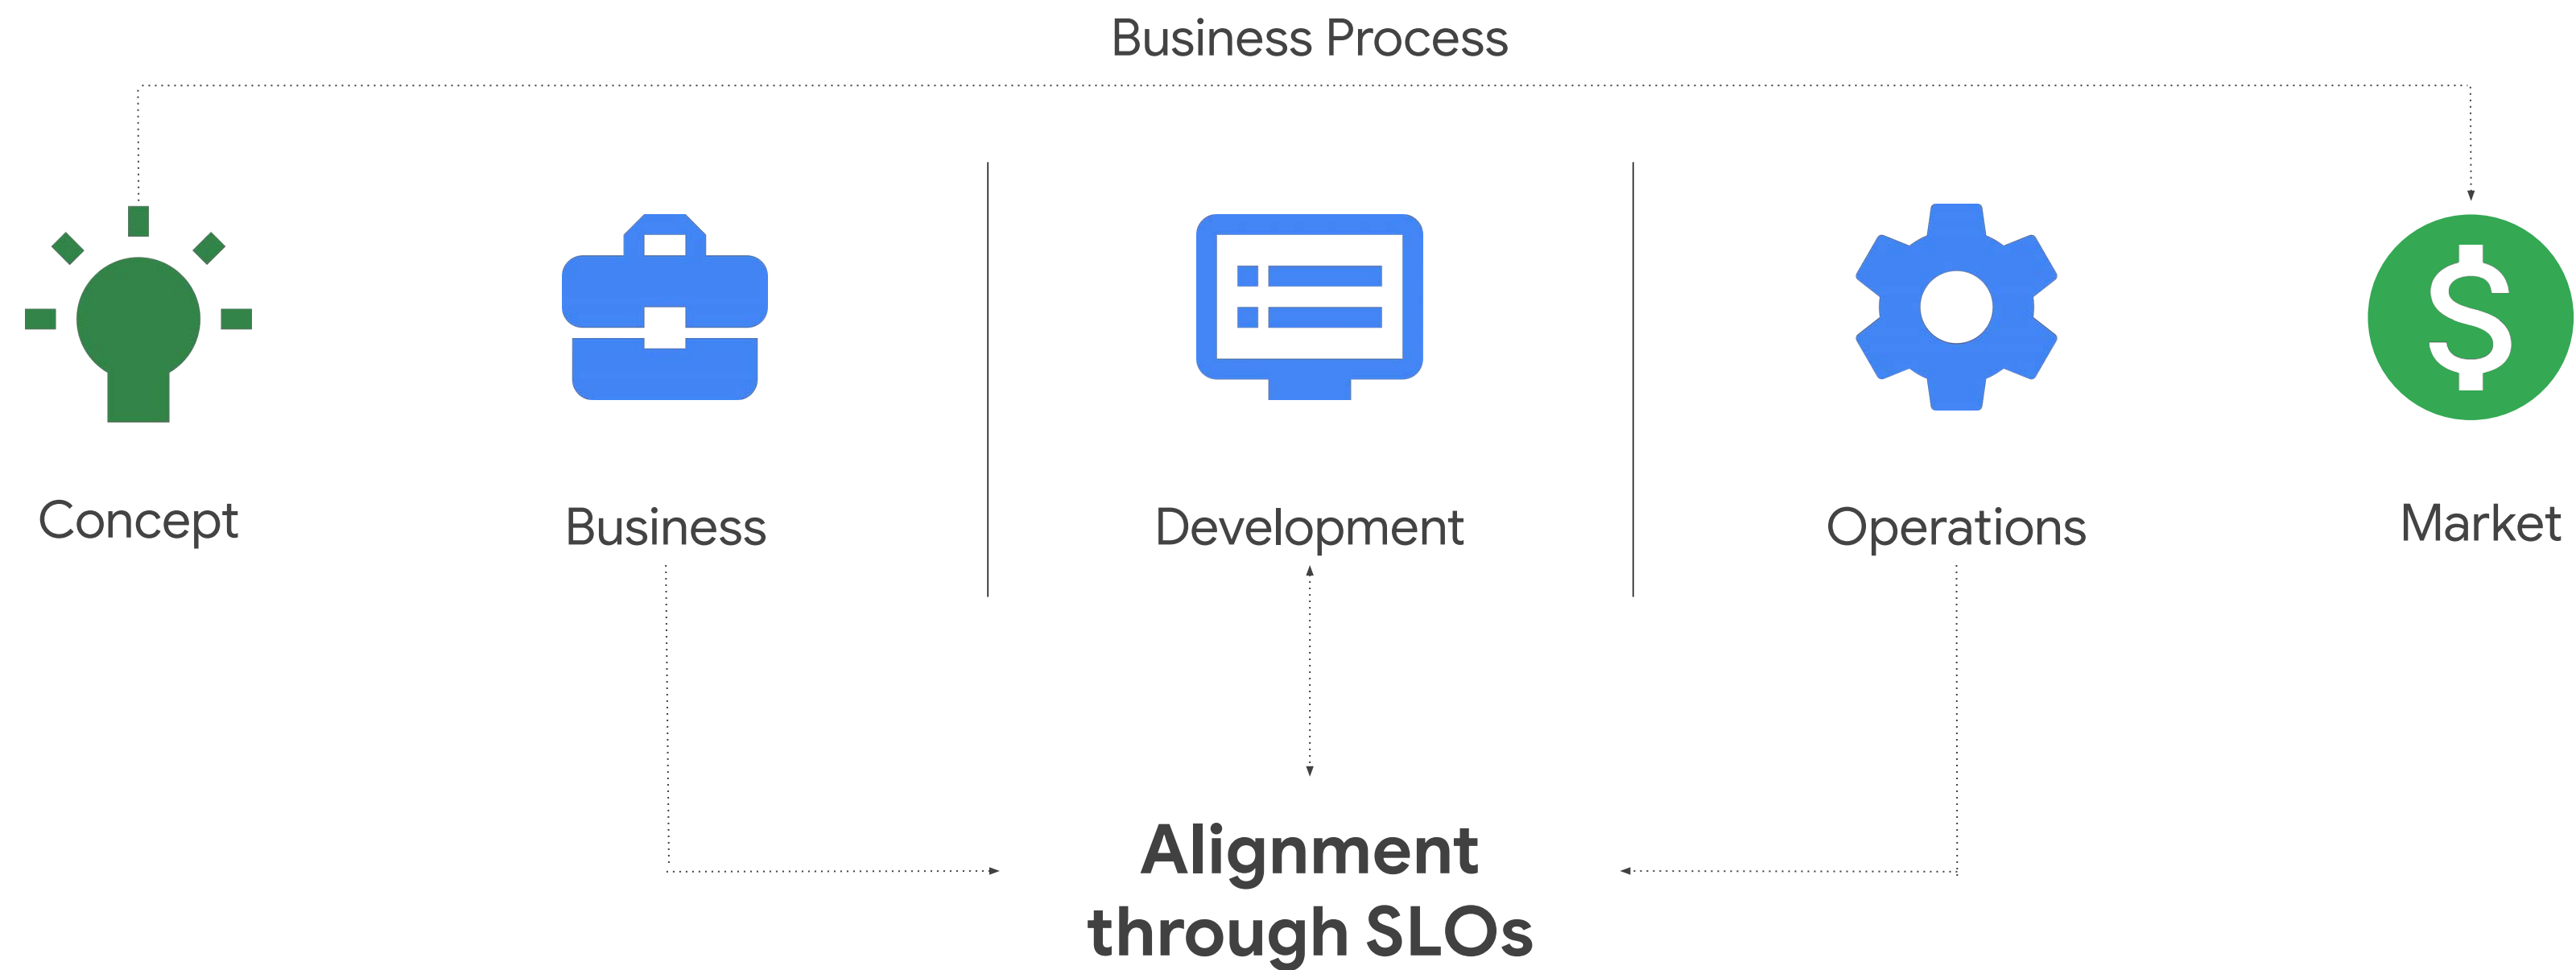 Business Process
Concept
Business
Development
Operations
Market
Alignment
through SLOs